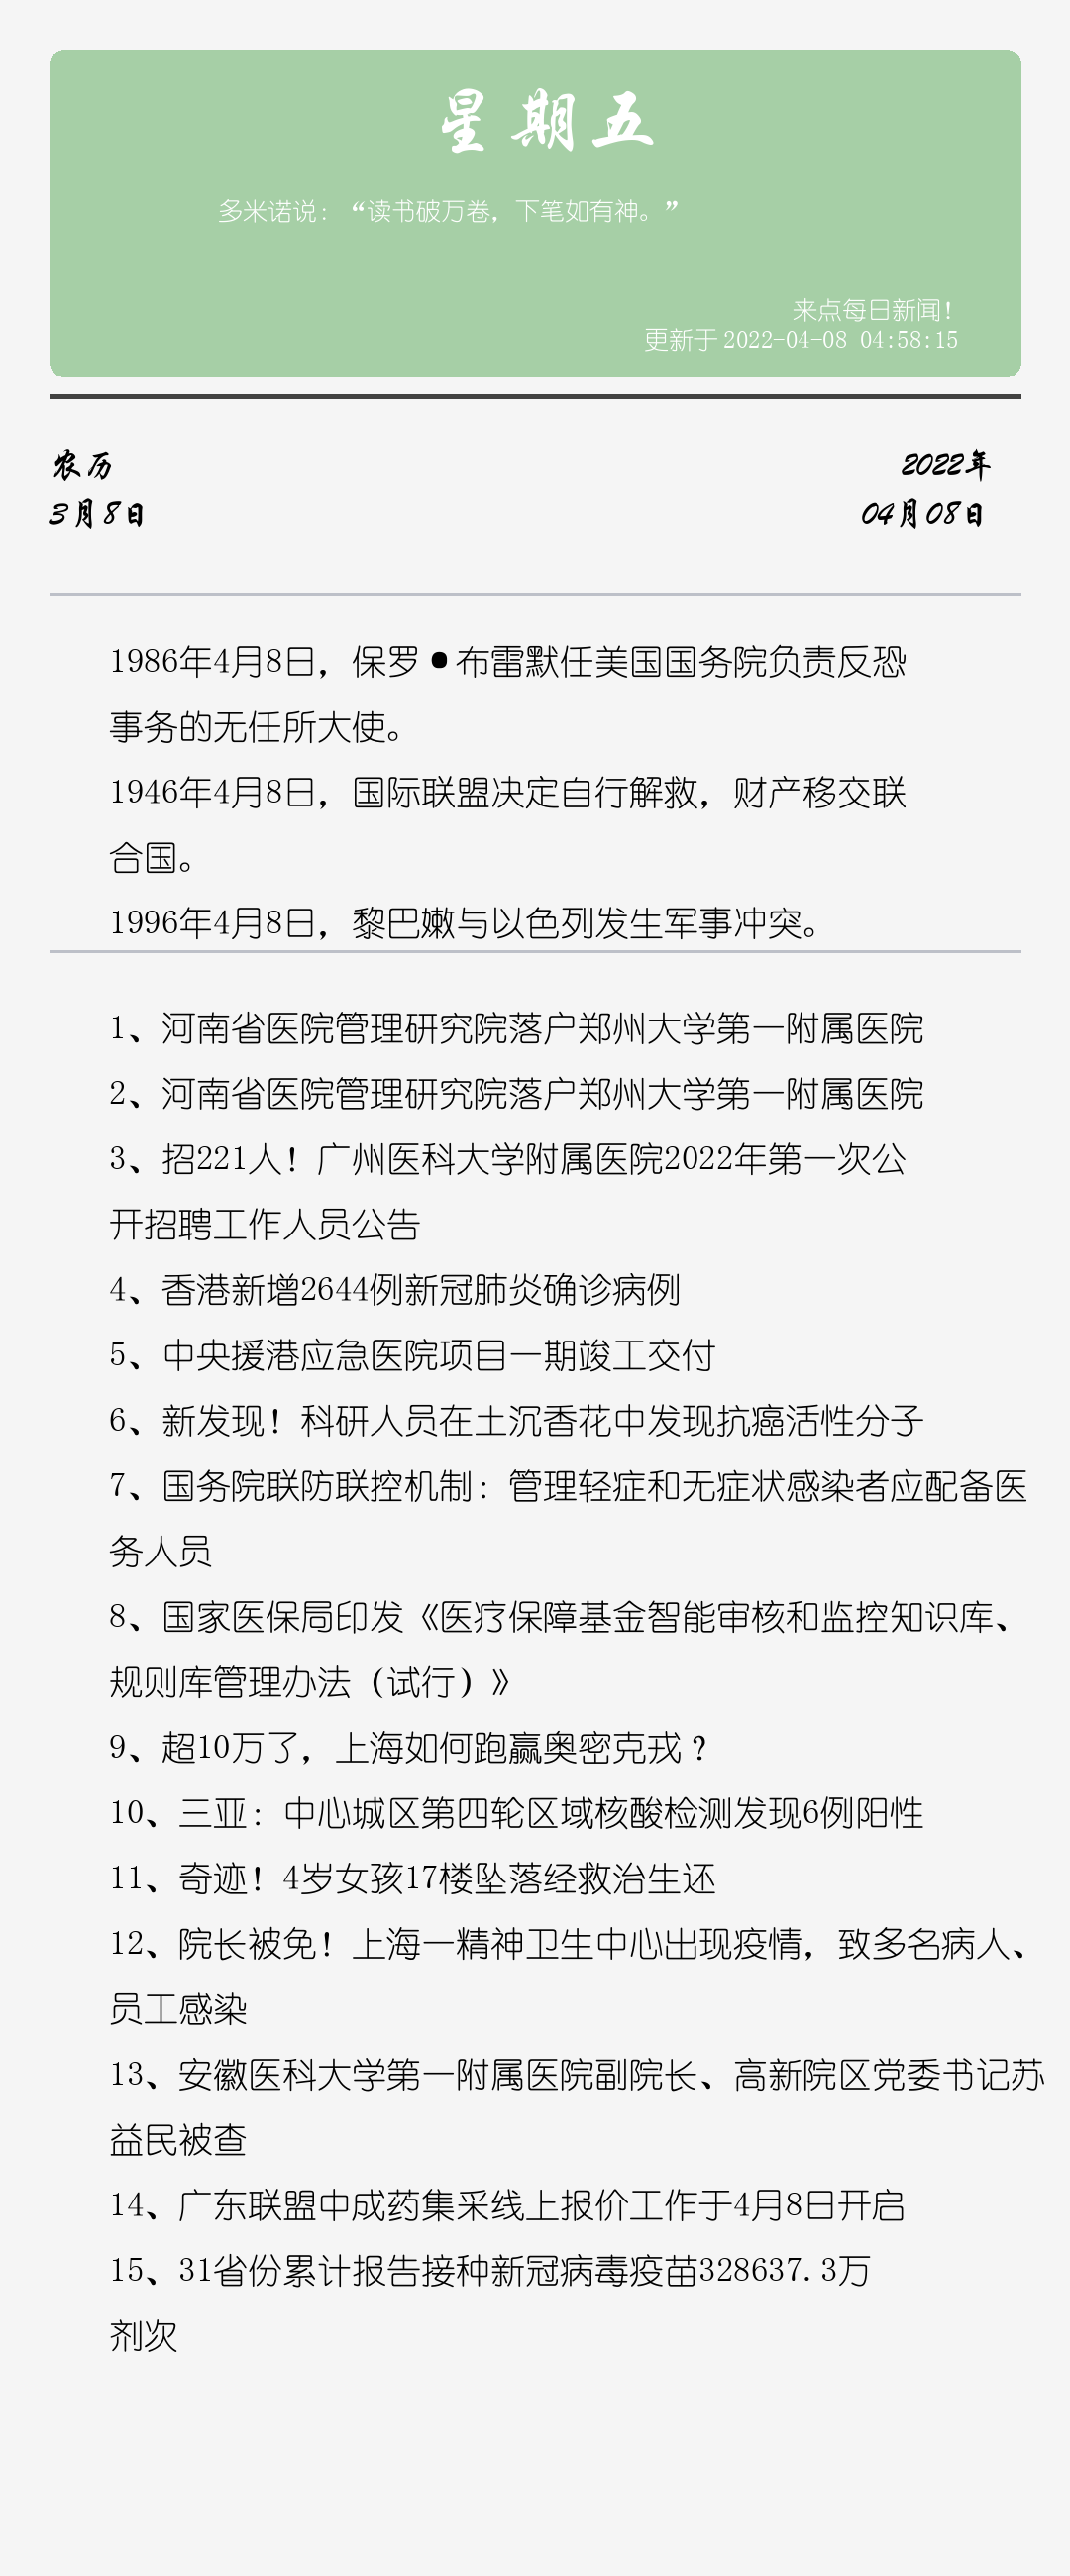 星期五
多米诺说：“读书破万卷，下笔如有神。”
来点每日新闻！
更新于 2022-04-08 04:58:15
农历
2022年
3月8日
04月08日
1986年4月8日，保罗•布雷默任美国国务院负责反恐
事务的无任所大使。
1946年4月8日，国际联盟决定自行解救，财产移交联
合国。
1996年4月8日，黎巴嫩与以色列发生军事冲突。
1、河南省医院管理研究院落户郑州大学第一附属医院
2、河南省医院管理研究院落户郑州大学第一附属医院
3、招221人！广州医科大学附属医院2022年第一次公
开招聘工作人员公告
4、香港新增2644例新冠肺炎确诊病例
5、中央援港应急医院项目一期竣工交付
6、新发现！科研人员在土沉香花中发现抗癌活性分子
7、国务院联防联控机制：管理轻症和无症状感染者应配备医
务人员
8、国家医保局印发《医疗保障基金智能审核和监控知识库、
规则库管理办法（试行）》
9、超10万了，上海如何跑赢奥密克戎？
10、三亚：中心城区第四轮区域核酸检测发现6例阳性
11、奇迹！4岁女孩17楼坠落经救治生还
12、院长被免！上海一精神卫生中心出现疫情，致多名病人、
员工感染
13、安徽医科大学第一附属医院副院长、高新院区党委书记苏
益民被查
14、广东联盟中成药集采线上报价工作于4月8日开启
15、31省份累计报告接种新冠病毒疫苗328637.3万
剂次